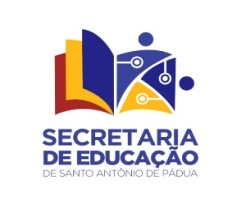 SECRETARIA
DE EDUCAÇÃO
DE SANTO ANTÔNIO DE PÁDUA